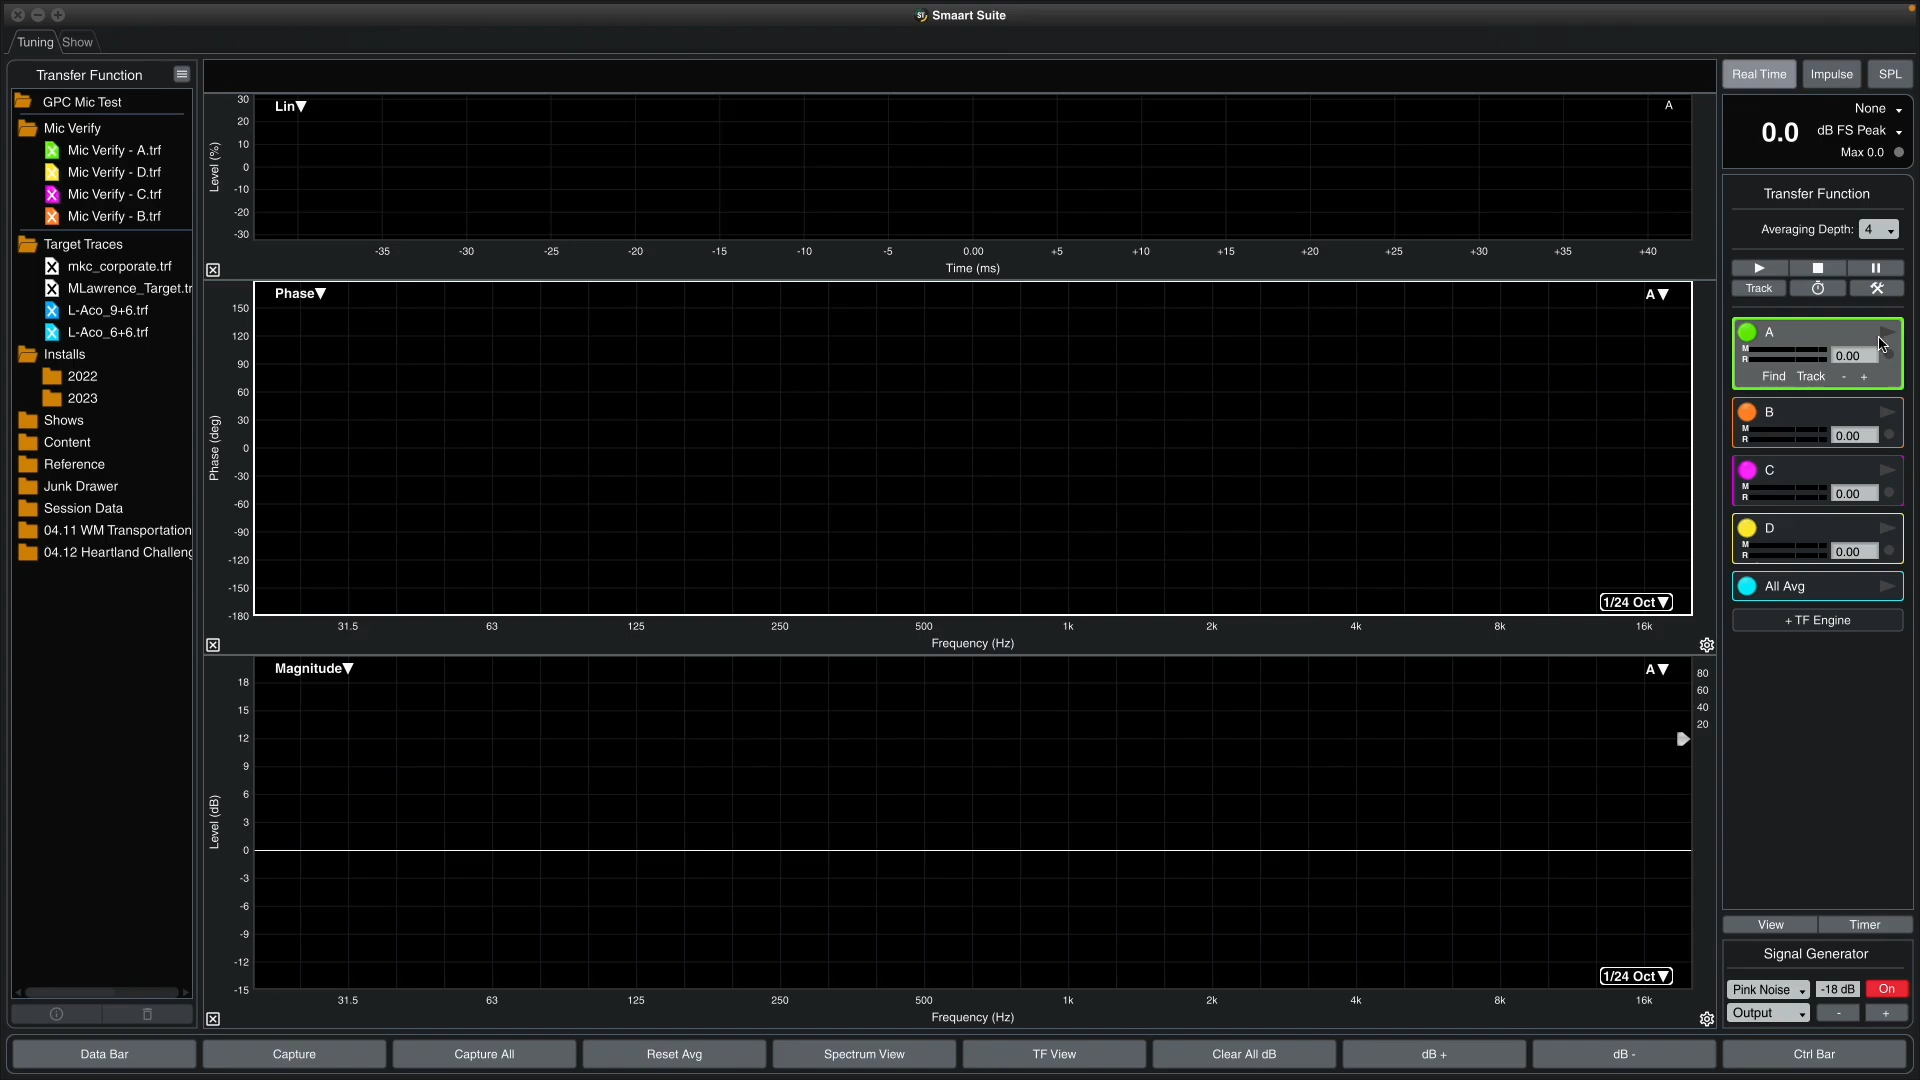 Smaart Suite
Tuning
Show
Transfer Function
GPC Mic Test
Mic Verify
Mic Verify - A.trf
Mic Verify - D.trf
Mic Verify - C.trf
Mic Verify - B.trf
Target Traces
mkc_corporate.trf
MLawrence_Target.tr
L-Aco_9+6.trf
L-Aco_6+6.trf
Installs
2022
2023
Shows
Content
Reference
Junk Drawer
Session Data
04.11 WM Transportation
04.12 Heartland Challeng
Lin▼
A
30
20
10
0
-10
-20
-30
Level (%)
-35 -30 -25 -20 -15 -10 -5 0.00 +5 +10 +15 +20 +25 +30 +35 +40
Time (ms)
Phase▼
A▼
150
120
90
60
30
0
-30
-60
-90
-120
-150
-180
Phase (deg)
1/24 Oct▼
31.5 63 125 250 500 1k 2k 4k 8k 16k
Frequency (Hz)
Magnitude▼
A▼
18
15
12
9
6
3
0
-3
-6
-9
-12
-15
Level (dB)
80
60
40
20
1/24 Oct▼
31.5 63 125 250 500 1k 2k 4k 8k 16k
Frequency (Hz)
Real Time
Impulse
SPL
None
0.0
dB FS Peak
Max 0.0
Transfer Function
Averaging Depth: 4
Track
A
M
R
0.00
Find Track - +
B
M
R
0.00
C
M
R
0.00
D
M
R
0.00
All Avg
+ TF Engine
View
Timer
Signal Generator
Pink Noise
-18 dB
On
Output
-
+
Data Bar
Capture
Capture All
Reset Avg
Spectrum View
TF View
Clear All dB
dB +
dB -
Ctrl Bar